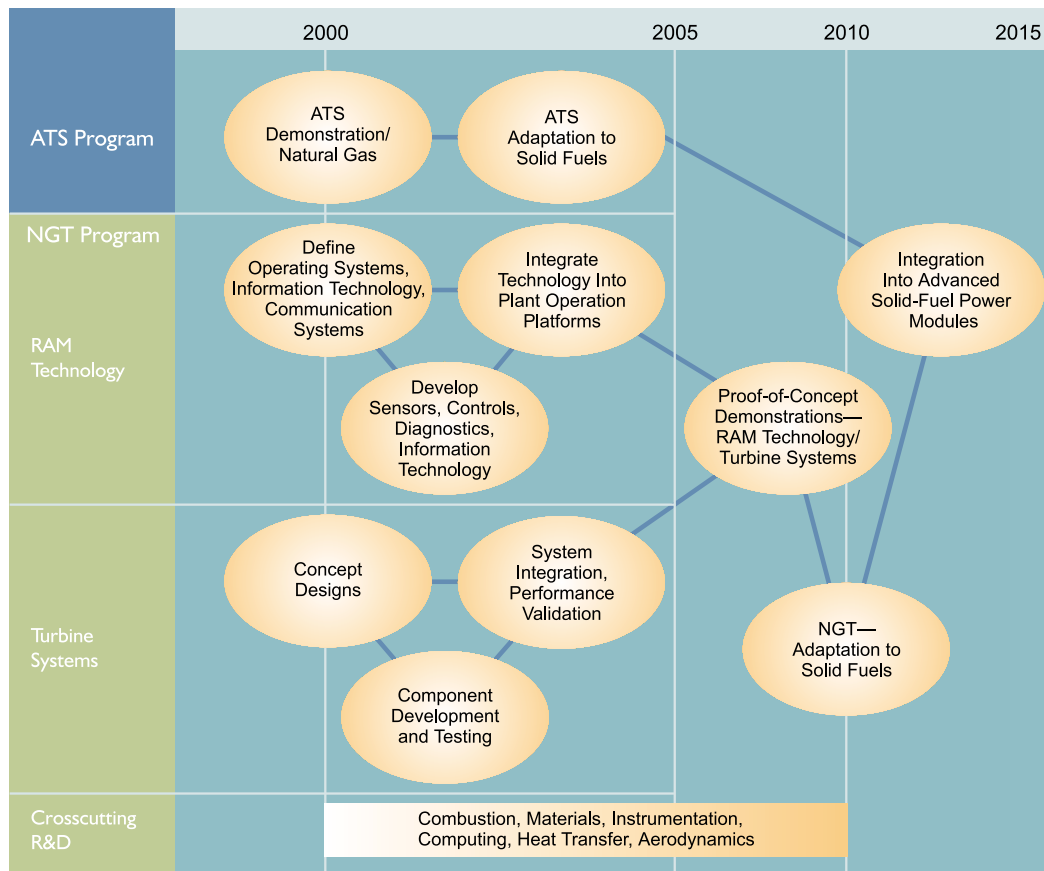 2000
2005
2010
2015
ATS Program
ATS
Demonstration/
Natural Gas
ATS
Adaptation to
Solid Fuels
NGT Program
RAM
Technology
Define
Operating Systems,
Information Technology,
Communication
Systems
Integrate
Technology Into
Plant Operation
Platforms
Integration
Into Advanced
Solid-Fuel Power
Modules
Develop
Sensors, Controls,
Diagnostics,
Information
Technology
Proof-of-Concept
Demonstrations—
RAM Technology/
Turbine Systems
Turbine
Systems
Concept
Designs
System
Integration,
Performance
Validation
NGT—
Adaptation to
Solid Fuels
Component
Development
and Testing
Crosscutting
R&D
Combustion, Materials, Instrumentation,
Computing, Heat Transfer, Aerodynamics